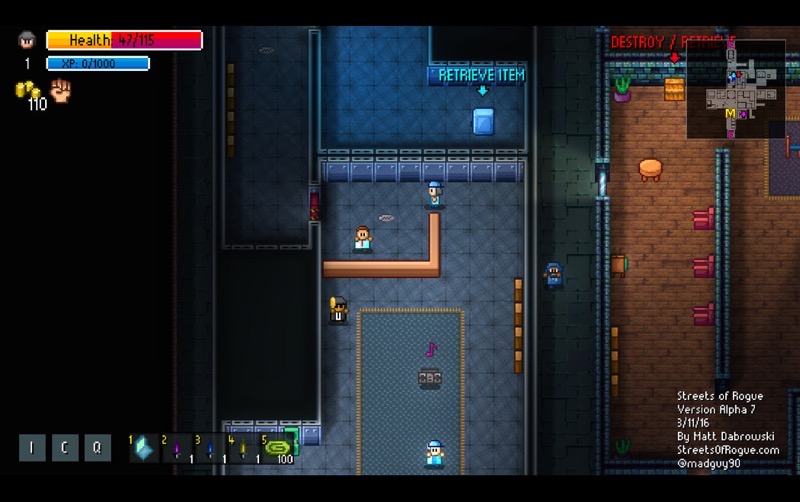 Health: 47/115
1
XP: 0/1000
110
RETRIEVE ITEM
DESTROY / RETRIEVE
M
L
I
C
Q
1 2 3 4 5
1 1 1 100
Streets of Rogue
Version Alpha 7
3/11/16
By Matt Dabrowski
StreetsOfRogue.com
@madguy90